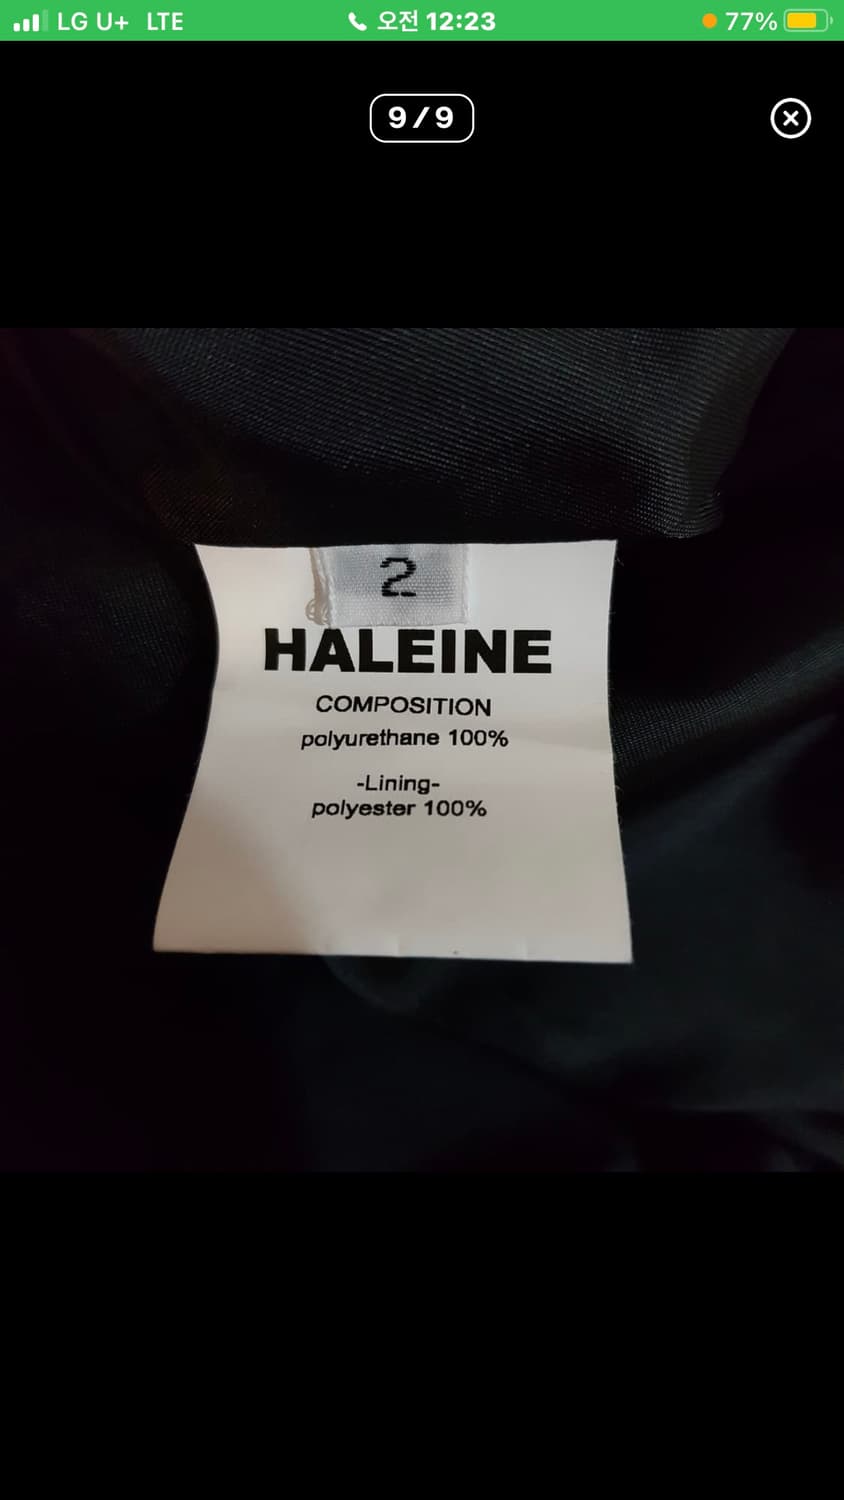 LG U+ LTE 오전 12:23 77%
9/9
2
HALEINE
COMPOSITION
polyurethane 100%
-Lining-
polyester 100%